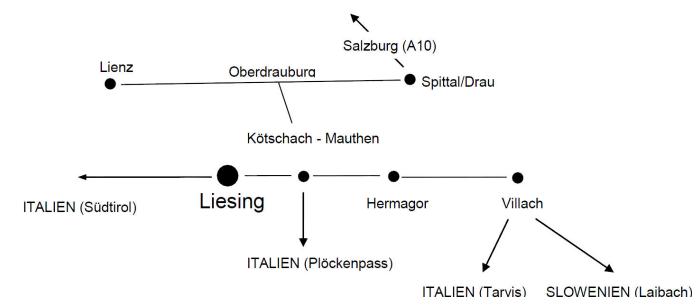 Salzburg (A10)
Lienz
Oberdrauburg
Spittal/Drau
Kötschach - Mauthen
Liesing
Hermagor
Villach
ITALIEN (Südtirol)
ITALIEN (Plöckenpass)
ITALIEN (Tarvis)
SLOWENIEN (Laibach)